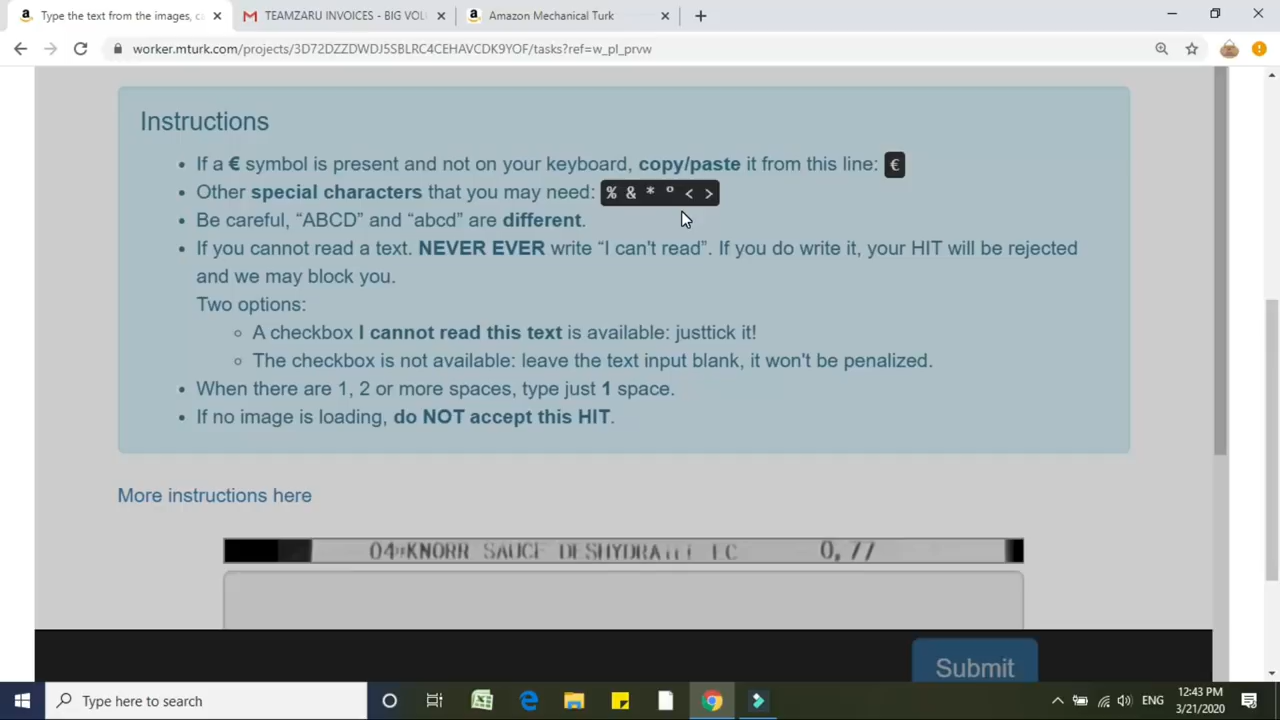 Type the text from the images, c
TEAMZARU INVOICES - BIG VOL
Amazon Mechanical Turk
worker.mturk.com/projects/3D72DZZDWDJ5SBLRC4CEHAVCDK9YOF/tasks?ref=w_pl_prvw
Instructions
• If a € symbol is present and not on your keyboard, copy/paste it from this line: €
• Other special characters that you may need: % & * º < >
• Be careful, “ABCD” and “abcd” are different.
• If you cannot read a text. NEVER EVER write “I can't read”. If you do write it, your HIT will be rejected
and we may block you.
Two options:
◦ A checkbox I cannot read this text is available: justtick it!
◦ The checkbox is not available: leave the text input blank, it won't be penalized.
• When there are 1, 2 or more spaces, type just 1 space.
• If no image is loading, do NOT accept this HIT.
More instructions here
KNORR SAUCE 0,77
Submit
Type here to search
ENG
12:43 PM
3/21/2020